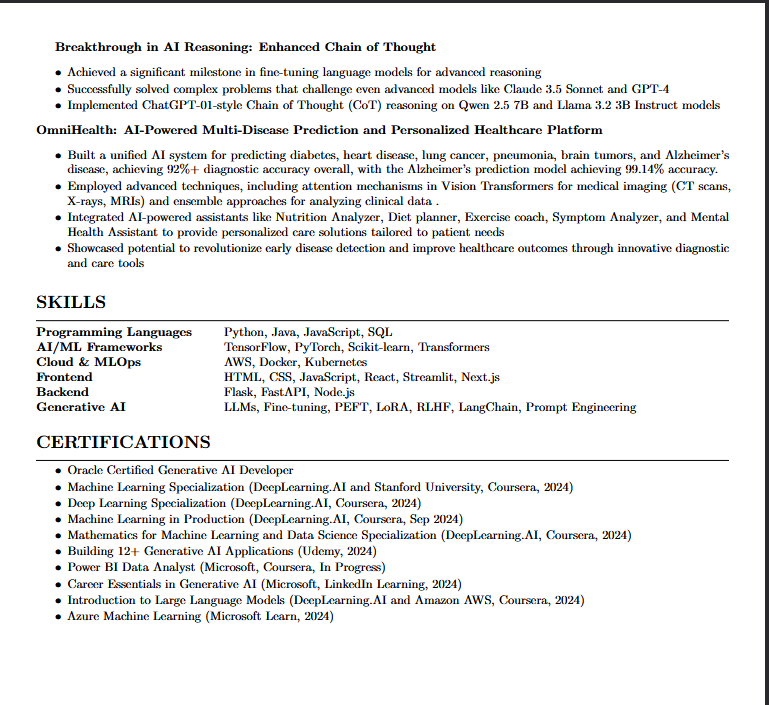 Breakthrough in AI Reasoning: Enhanced Chain of Thought
• Achieved a significant milestone in fine-tuning language models for advanced reasoning
• Successfully solved complex problems that challenge even advanced models like Claude 3.5 Sonnet and GPT-4
• Implemented ChatGPT-01-style Chain of Thought (CoT) reasoning on Qwen 2.5 7B and Llama 3.2 3B Instruct models
OmniHealth: AI-Powered Multi-Disease Prediction and Personalized Healthcare Platform
• Built a unified AI system for predicting diabetes, heart disease, lung cancer, pneumonia, brain tumors, and Alzheimer's
disease, achieving 92%+ diagnostic accuracy overall, with the Alzheimer's prediction model achieving 99.14% accuracy.
• Employed advanced techniques, including attention mechanisms in Vision Transformers for medical imaging (CT scans,
X-rays, MRIs) and ensemble approaches for analyzing clinical data .
• Integrated AI-powered assistants like Nutrition Analyzer, Diet planner, Exercise coach, Symptom Analyzer, and Mental
Health Assistant to provide personalized care solutions tailored to patient needs
• Showcased potential to revolutionize early disease detection and improve healthcare outcomes through innovative diagnostic
and care tools
SKILLS
Programming Languages Python, Java, JavaScript, SQL
AI/ML Frameworks TensorFlow, PyTorch, Scikit-learn, Transformers
Cloud & MLOps AWS, Docker, Kubernetes
Frontend HTML, CSS, JavaScript, React, Streamlit, Next.js
Backend Flask, FastAPI, Node.js
Generative AI LLMs, Fine-tuning, PEFT, LoRA, RLHF, LangChain, Prompt Engineering
CERTIFICATIONS
• Oracle Certified Generative AI Developer
• Machine Learning Specialization (DeepLearning.AI and Stanford University, Coursera, 2024)
• Deep Learning Specialization (DeepLearning.AI, Coursera, 2024)
• Machine Learning in Production (DeepLearning.AI, Coursera, Sep 2024)
• Mathematics for Machine Learning and Data Science Specialization (DeepLearning.AI, Coursera, 2024)
• Building 12+ Generative AI Applications (Udemy, 2024)
• Power BI Data Analyst (Microsoft, Coursera, In Progress)
• Career Essentials in Generative AI (Microsoft, LinkedIn Learning, 2024)
• Introduction to Large Language Models (DeepLearning.AI and Amazon AWS, Coursera, 2024)
• Azure Machine Learning (Microsoft Learn, 2024)